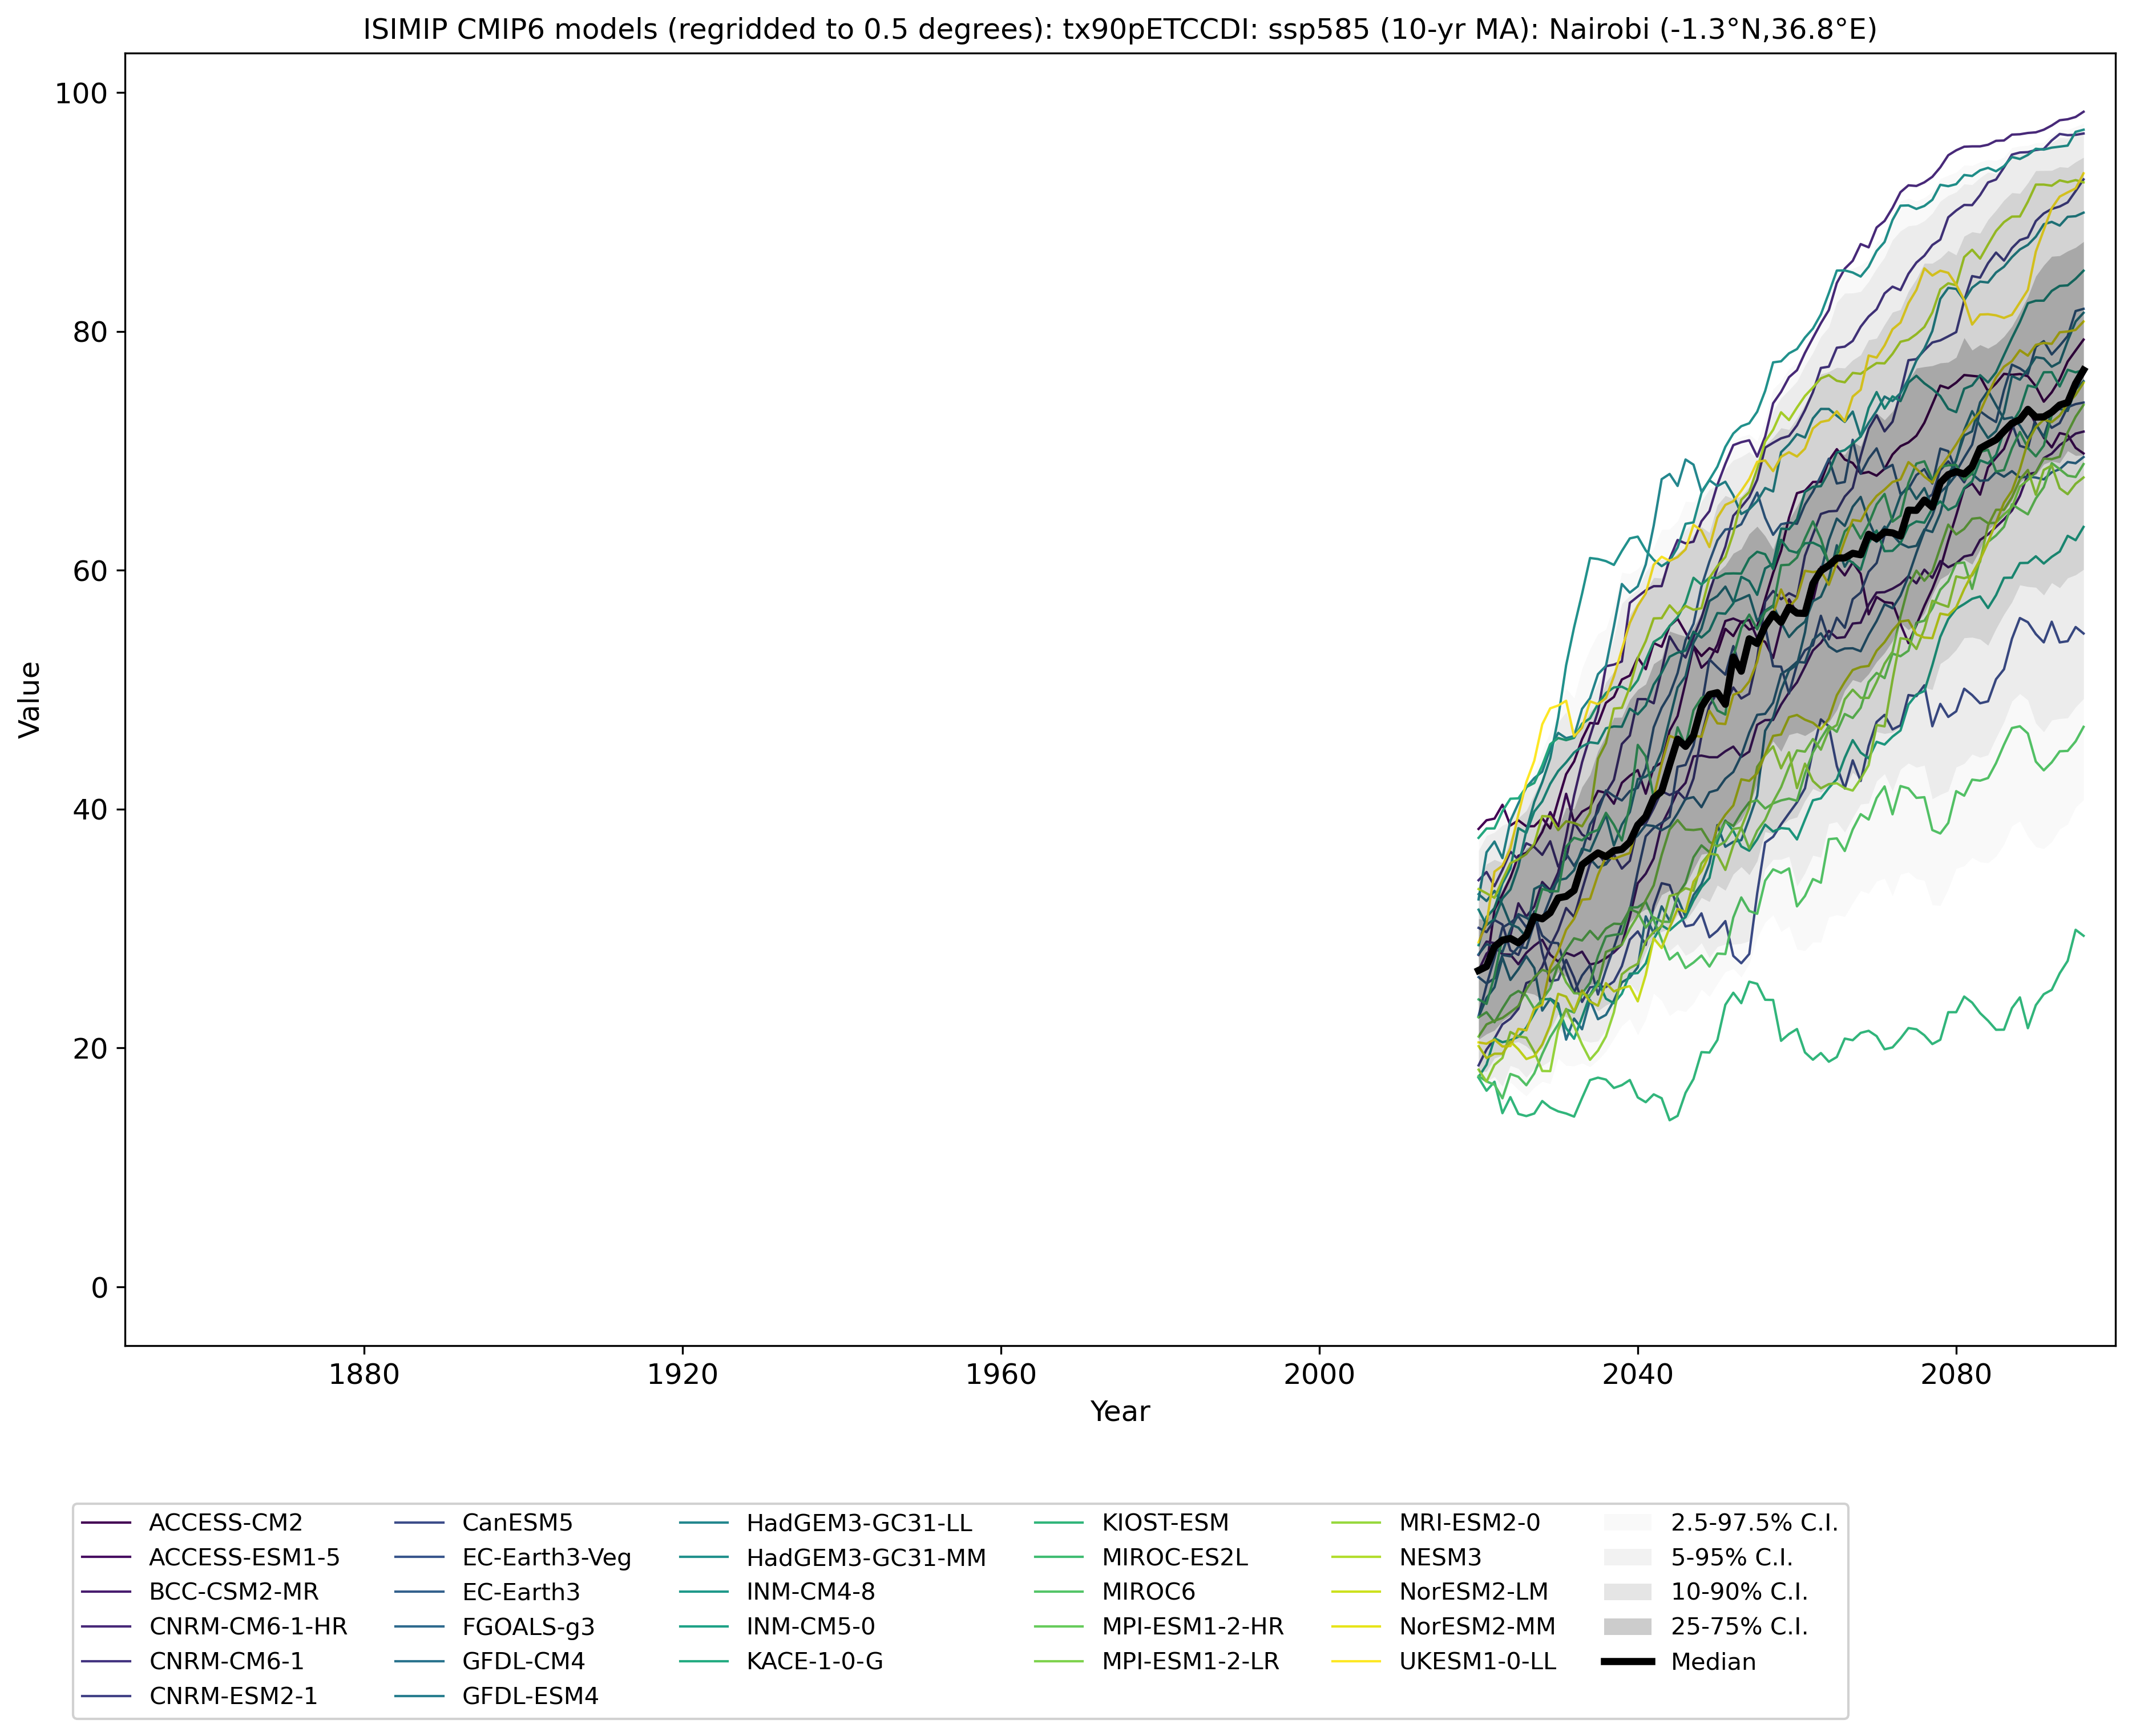 ISIMIP CMIP6 models (regridded to 0.5 degrees): tx90pETCCDI: ssp585 (10-yr MA): Nairobi (-1.3°N,36.8°E)
100
80
60
40
20
0
Value
1880
1920
1960
2000
2040
2080
Year
ACCESS-CM2
ACCESS-ESM1-5
BCC-CSM2-MR
CNRM-CM6-1-HR
CNRM-CM6-1
CNRM-ESM2-1
CanESM5
EC-Earth3-Veg
EC-Earth3
FGOALS-g3
GFDL-CM4
GFDL-ESM4
HadGEM3-GC31-LL
HadGEM3-GC31-MM
INM-CM4-8
INM-CM5-0
KACE-1-0-G
KIOST-ESM
MIROC-ES2L
MIROC6
MPI-ESM1-2-HR
MPI-ESM1-2-LR
MRI-ESM2-0
NESM3
NorESM2-LM
NorESM2-MM
UKESM1-0-LL
2.5-97.5% C.I.
5-95% C.I.
10-90% C.I.
25-75% C.I.
Median